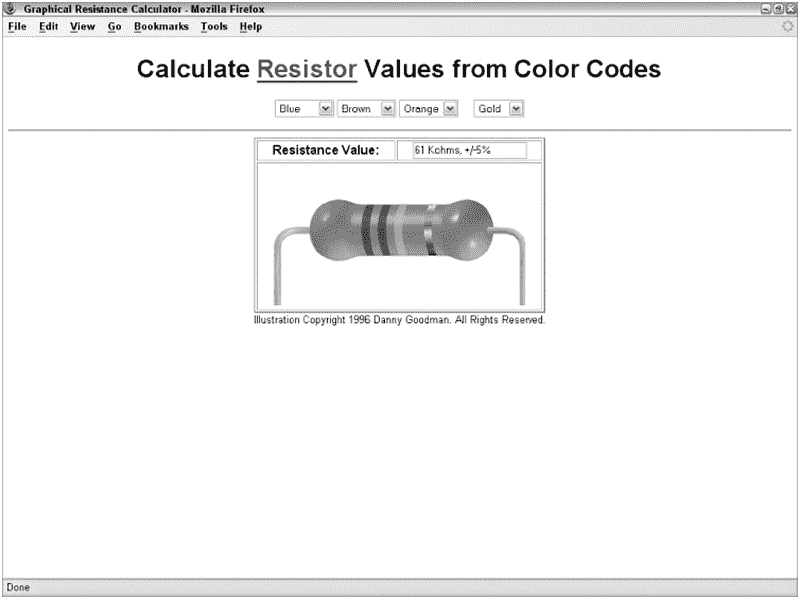 Graphical Resistance Calculator - Mozilla Firefox
File Edit View Go Bookmarks Tools Help
Calculate Resistor Values from Color Codes
Blue Brown Orange Gold
Resistance Value: 61 Kohms, +/-5%
Illustration Copyright 1996 Danny Goodman. All Rights Reserved.
Done